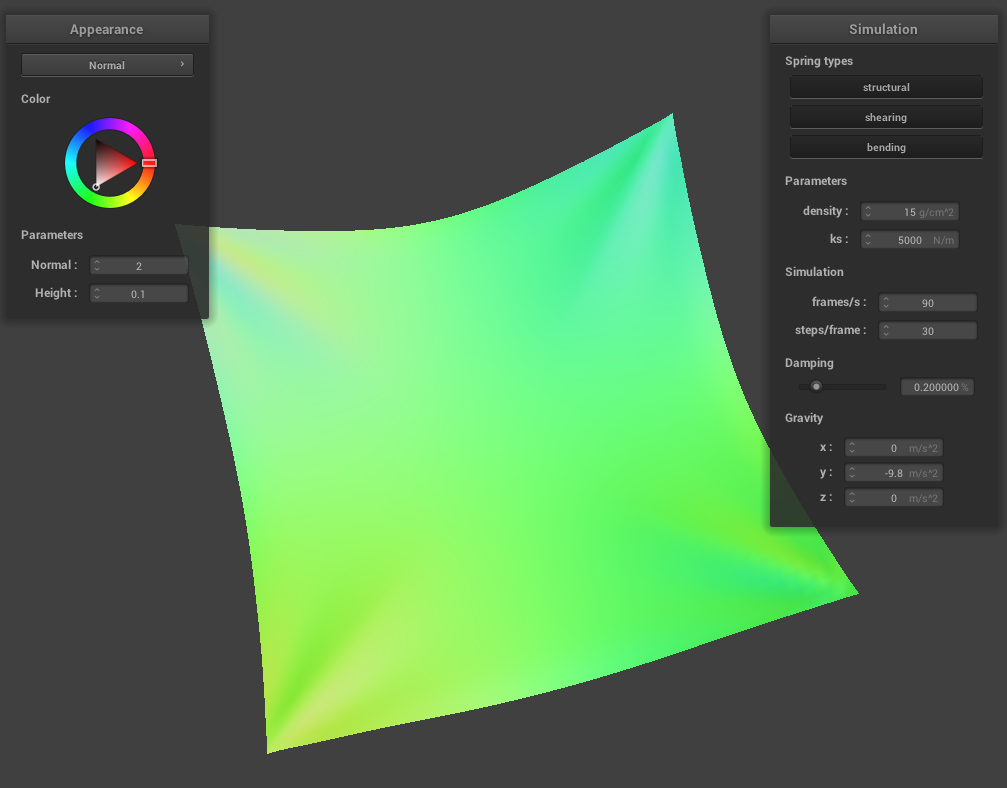 Appearance
Normal
Color
Parameters
Normal : 2
Height : 0.1
Simulation
Spring types
structural
shearing
bending
Parameters
density : 15 g/cm^2
ks : 5000 N/m
Simulation
frames/s : 90
steps/frame : 30
Damping
0.200000 %
Gravity
x : 0 m/s^2
y : -9.8 m/s^2
z : 0 m/s^2